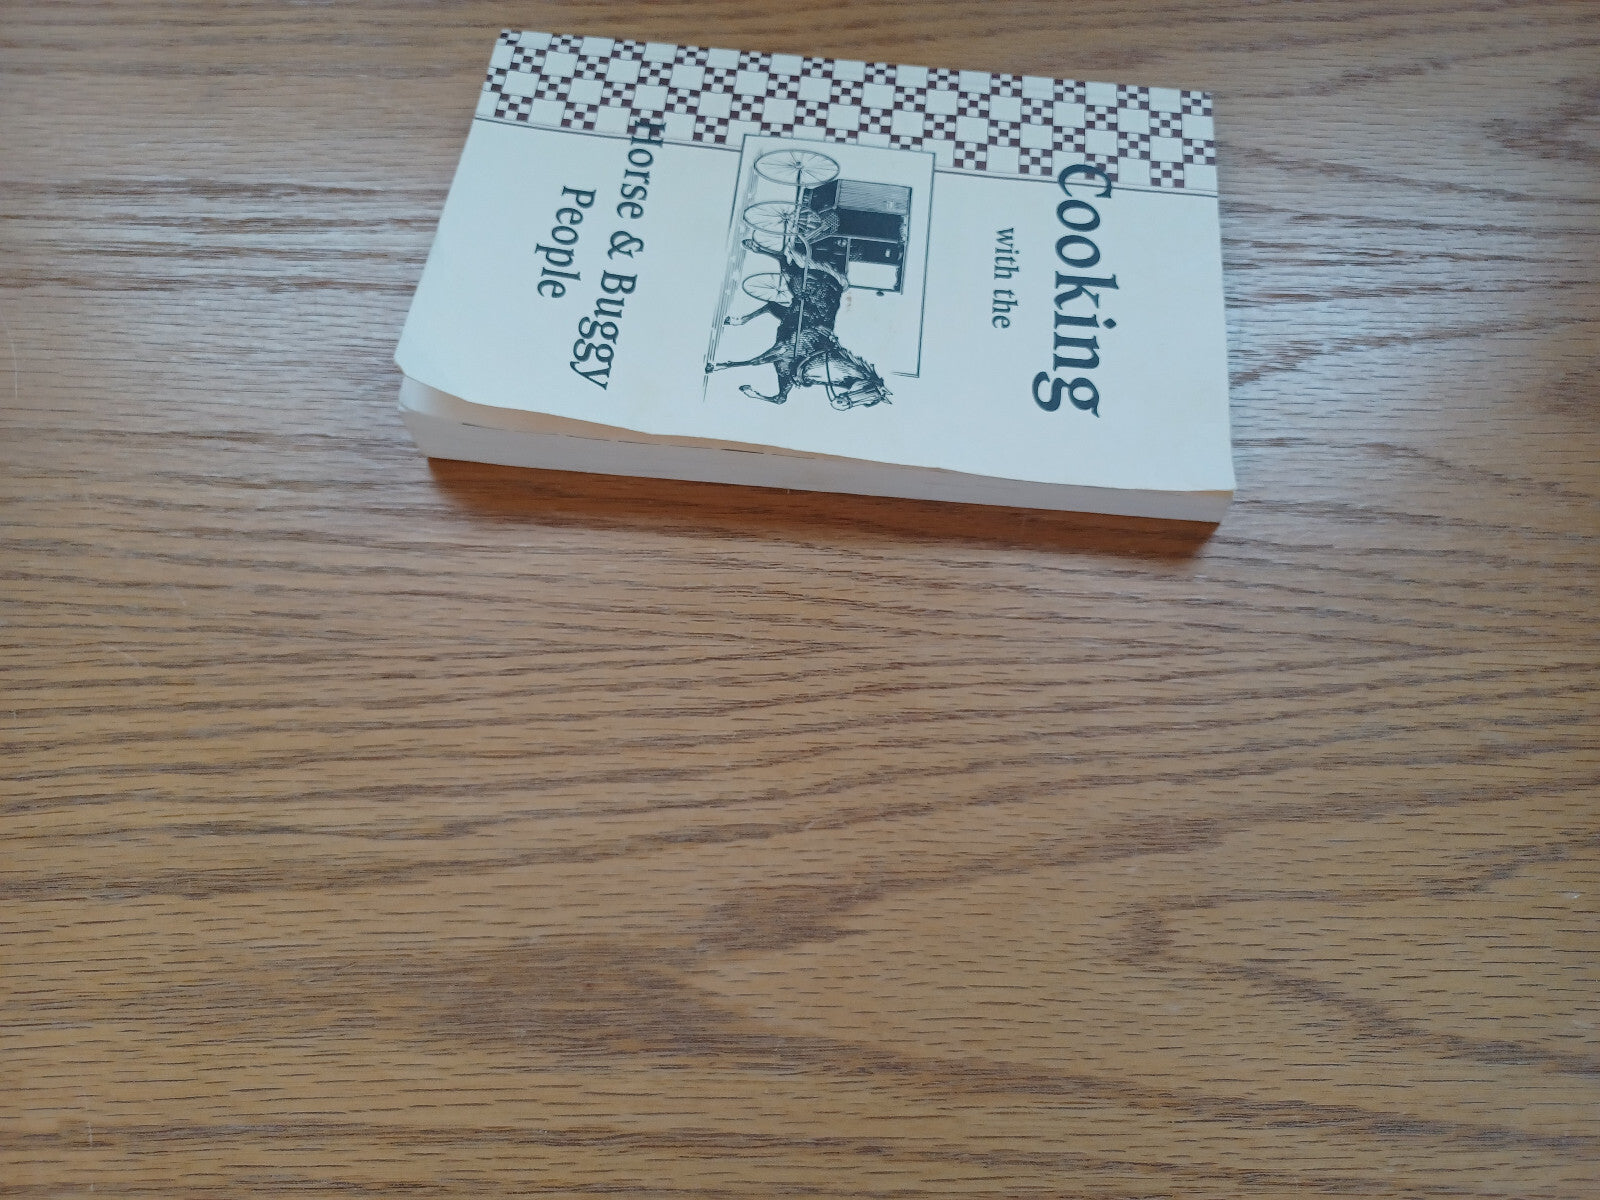 Cooking
with the
Horse & Buggy
People